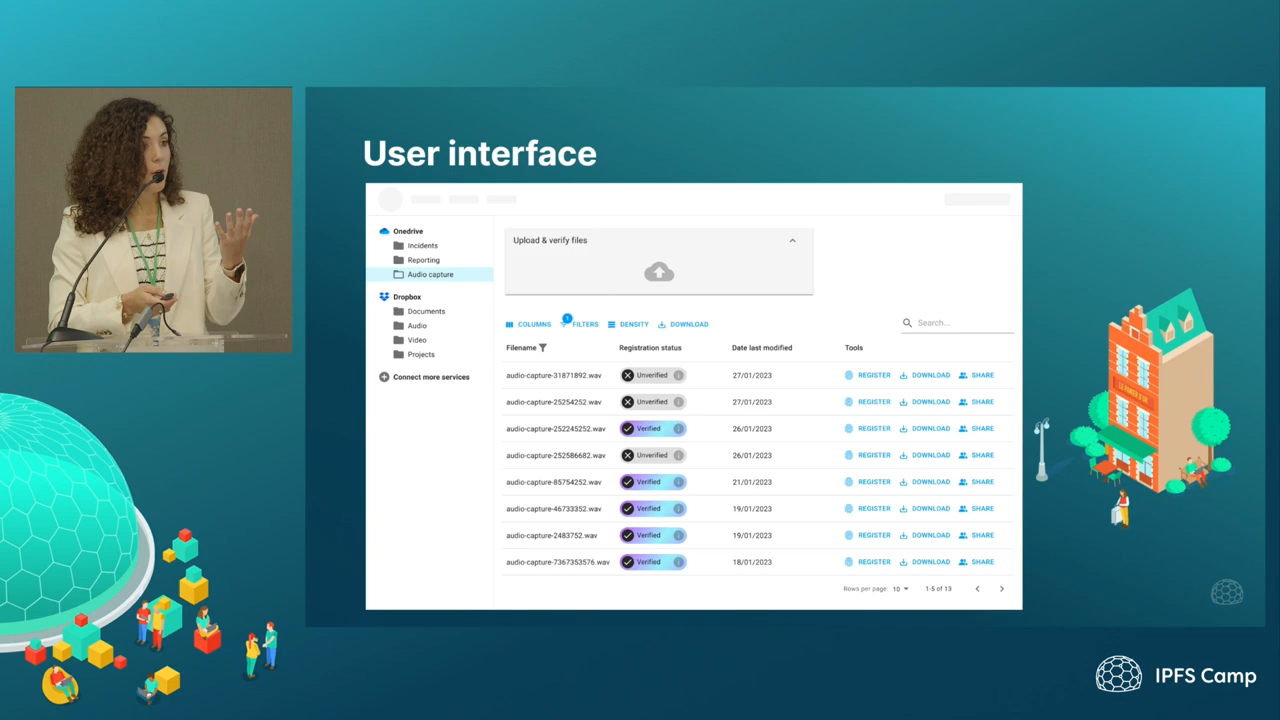 User interface
Onedrive
Incidents
Reporting
Audio capture
Dropbox
Documents
Audio
Video
Projects
Connect more services
Upload & verify files
COLUMNS 1 FILTERS DENSITY DOWNLOAD Search...
Filename Registration status Date last modified Tools
audio-capture-31871892.wav Unverified i 27/01/2023 REGISTER DOWNLOAD SHARE
audio-capture-25254252.wav Unverified i 27/01/2023 REGISTER DOWNLOAD SHARE
audio-capture-252245252.wav Verified i 26/01/2023 REGISTER DOWNLOAD SHARE
audio-capture-252586682.wav Unverified i 26/01/2023 REGISTER DOWNLOAD SHARE
audio-capture-85754252.wav Verified i 21/01/2023 REGISTER DOWNLOAD SHARE
audio-capture-46733352.wav Verified i 19/01/2023 REGISTER DOWNLOAD SHARE
audio-capture-2483752.wav Verified i 19/01/2023 REGISTER DOWNLOAD SHARE
audio-capture-7367353576.wav Verified i 18/01/2023 REGISTER DOWNLOAD SHARE
Rows per page: 10 1-5 of 13
IPFS Camp